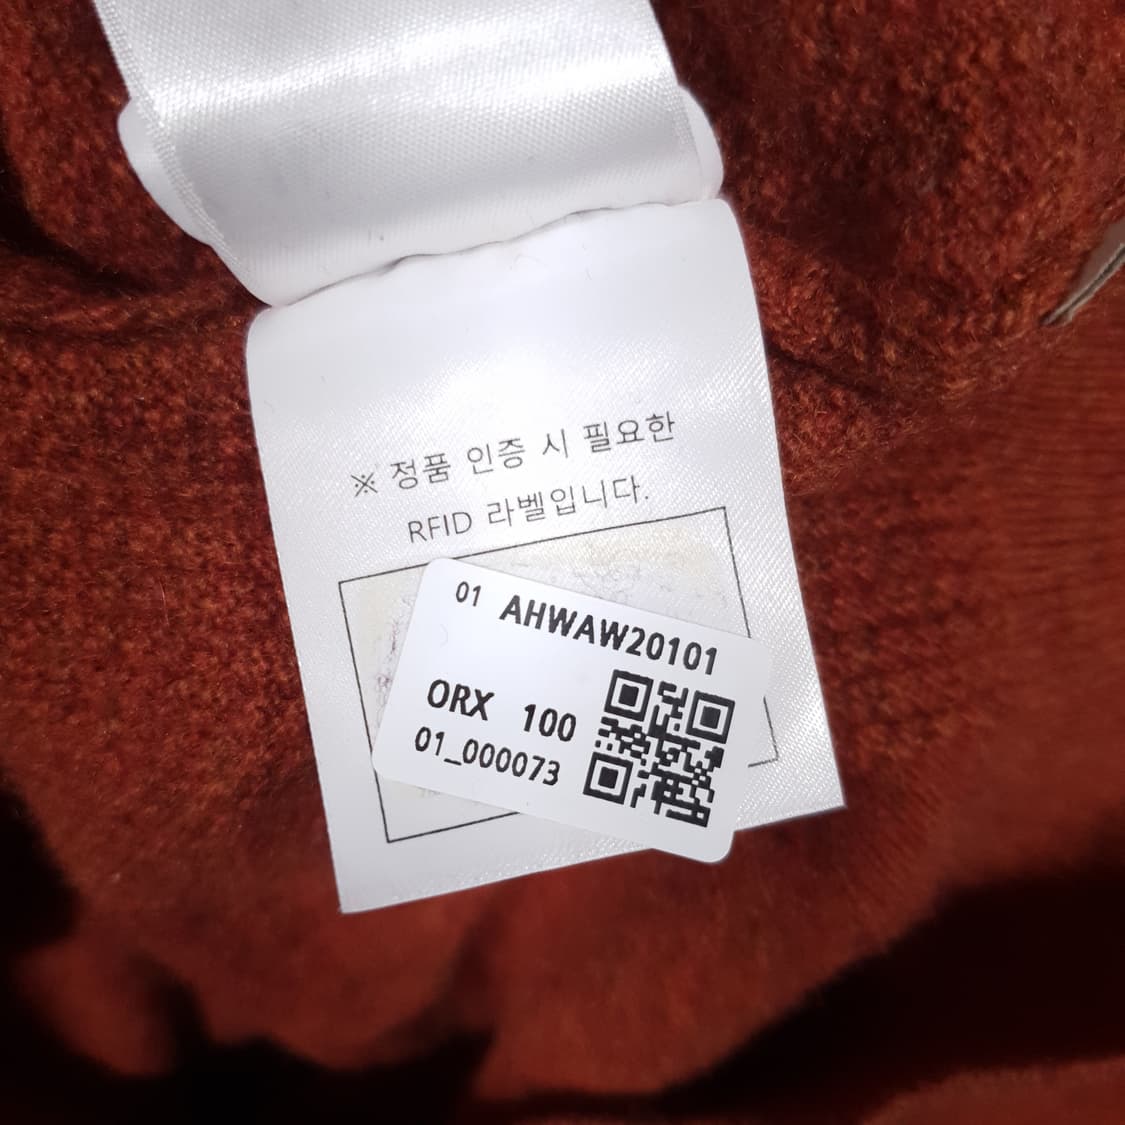 ※ 정품 인증 시 필요한
RFID 라벨입니다.
01 AHWAW20101
ORX 100
01_000073